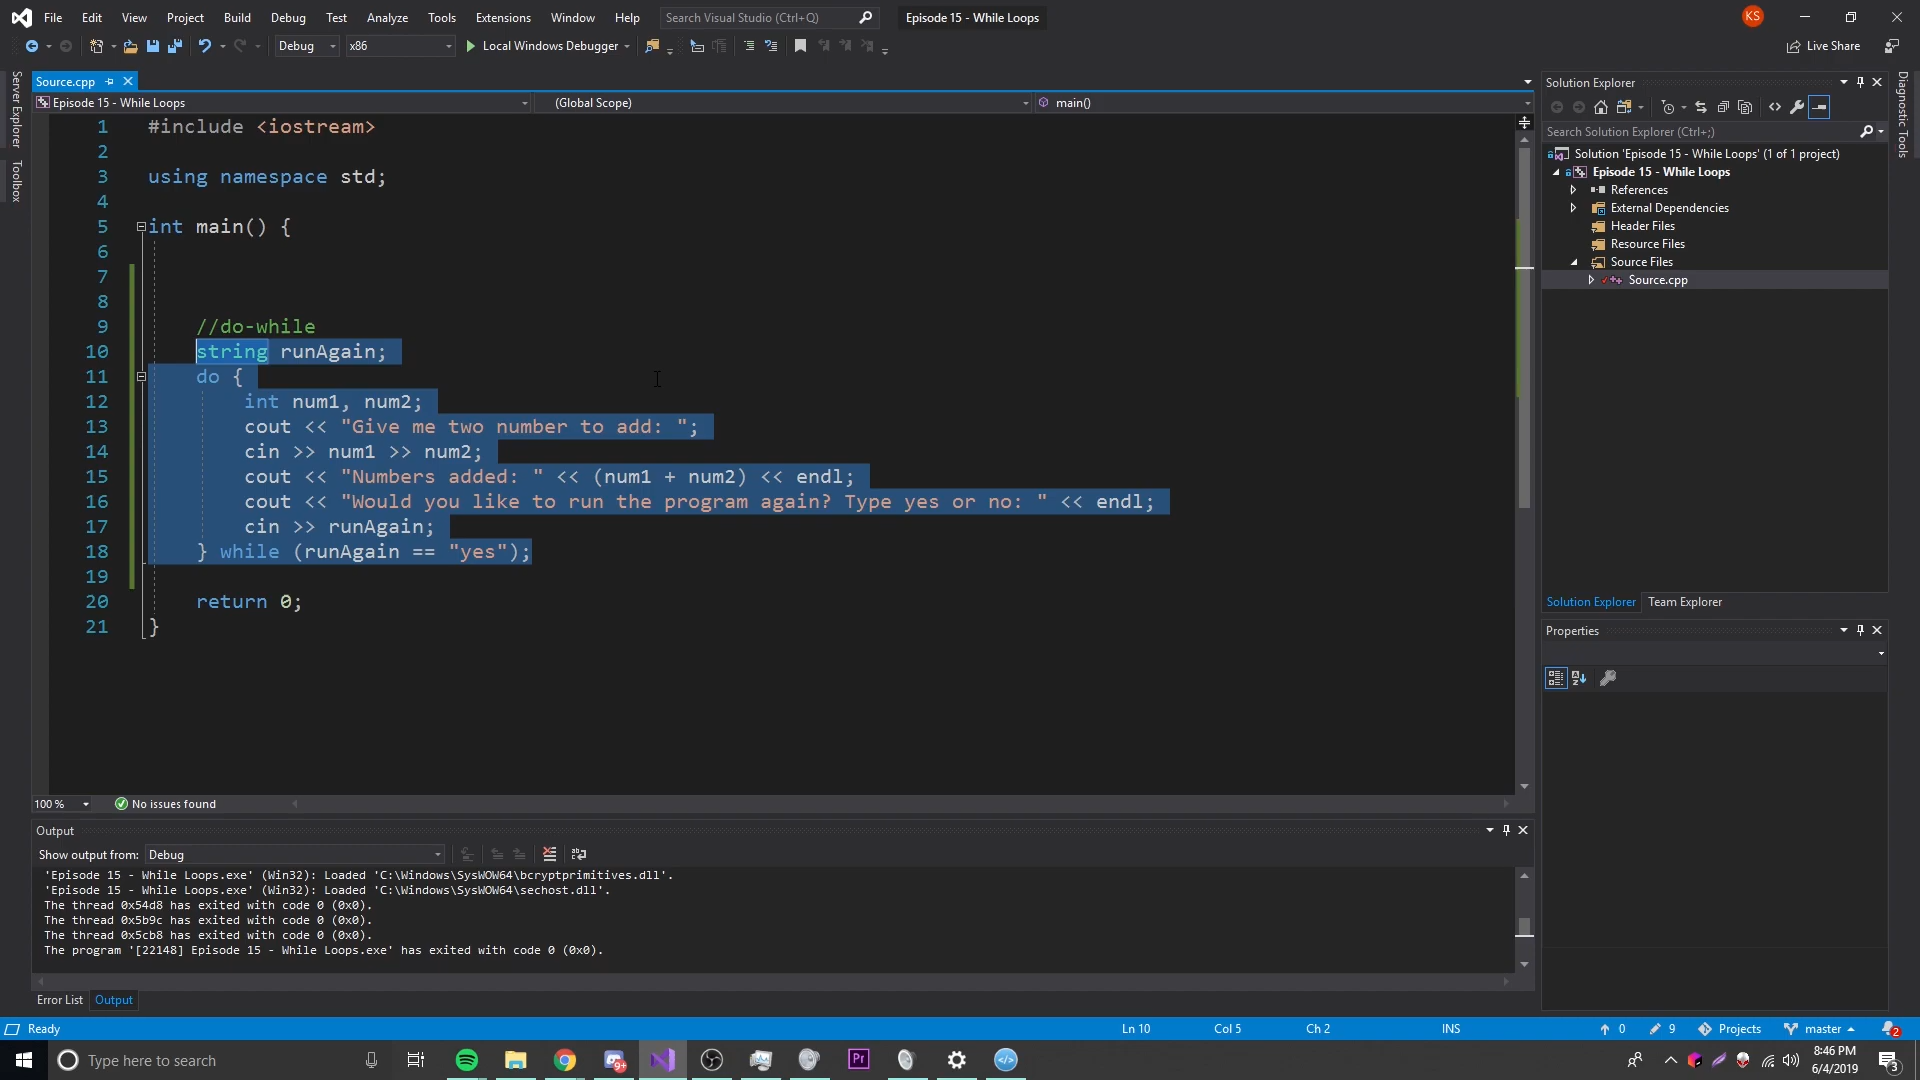 File Edit View Project Build Debug Test Analyze Tools Extensions Window Help Search Visual Studio (Ctrl+Q) Episode 15 - While Loops KS
Debug x86 Local Windows Debugger Live Share
Server Explorer
Toolbox
Source.cpp
Episode 15 - While Loops (Global Scope) main()
1 #include <iostream>
2
3 using namespace std;
4
5 int main() {
6
7
8
9 //do-while
10 string runAgain;
11 do {
12 int num1, num2;
13 cout << "Give me two number to add: ";
14 cin >> num1 >> num2;
15 cout << "Numbers added: " << (num1 + num2) << endl;
16 cout << "Would you like to run the program again? Type yes or no: " << endl;
17 cin >> runAgain;
18 } while (runAgain == "yes");
19
20 return 0;
21 }
100 % No issues found
Output
Show output from: Debug
'Episode 15 - While Loops.exe' (Win32): Loaded 'C:\Windows\SysWOW64\bcryptprimitives.dll'.
'Episode 15 - While Loops.exe' (Win32): Loaded 'C:\Windows\SysWOW64\sechost.dll'.
The thread 0x54d8 has exited with code 0 (0x0).
The thread 0x5b9c has exited with code 0 (0x0).
The thread 0x5cb8 has exited with code 0 (0x0).
The program '[22148] Episode 15 - While Loops.exe' has exited with code 0 (0x0).
Error List Output
Solution Explorer
Search Solution Explorer (Ctrl+;)
Solution 'Episode 15 - While Loops' (1 of 1 project)
Episode 15 - While Loops
References
External Dependencies
Header Files
Resource Files
Source Files
Source.cpp
Solution Explorer Team Explorer
Properties
Diagnostic Tools
Ready Ln 10 Col 5 Ch 2 INS 0 9 Projects master 2
Type here to search 9+ Pr 8:46 PM
6/4/2019 3